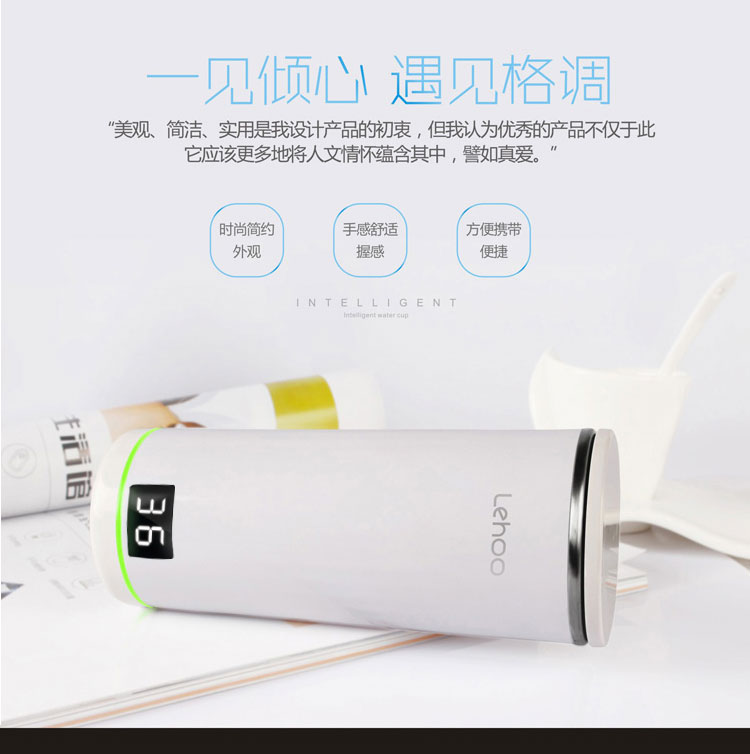 一见倾心 遇见格调
“美观、简洁、实用是我设计产品的初衷，但我认为优秀的产品不仅于此
它应该更多地将人文情怀蕴含其中，譬如真爱。”
时尚简约
外观
手感舒适
握感
方便携带
便捷
INTELLIGENT
Intelligent water cup
生活馆
36
Lehoo